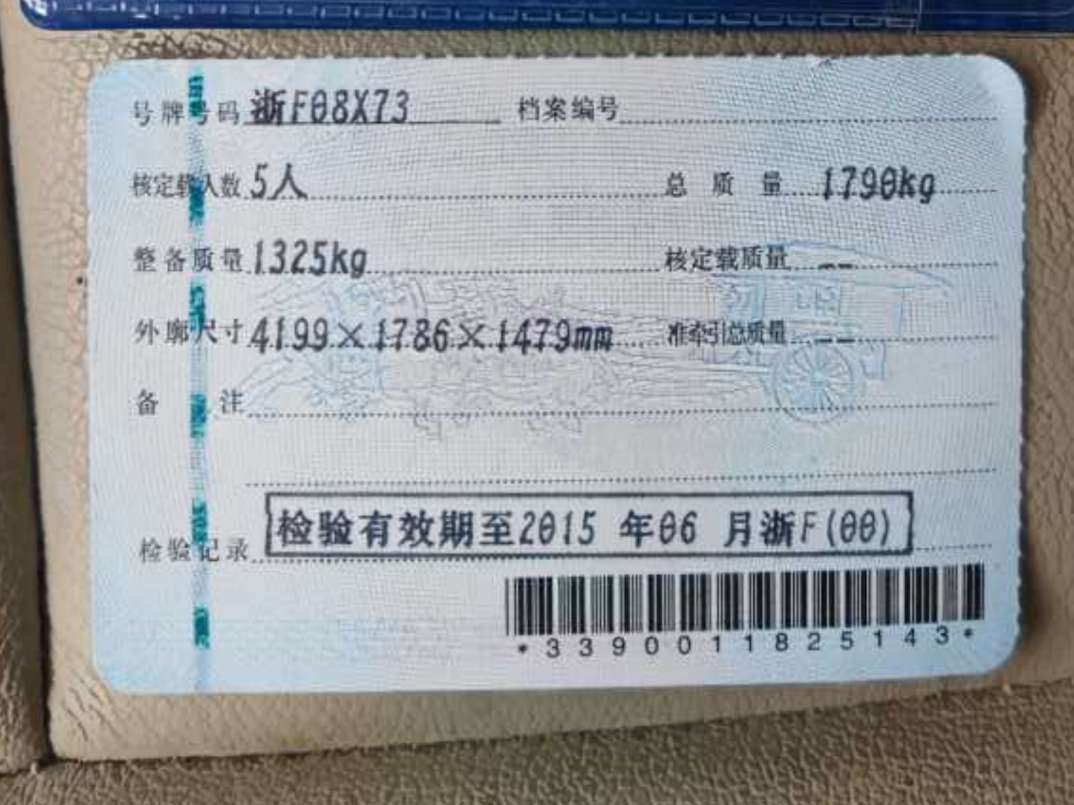 号牌号码 浙F08X73 档案编号
核定载人数 5人 总质量 1790kg
整备质量 1325kg 核定载质量 --
外廓尺寸 4199×1786×1479mm 准牵引总质量 --
备注
检验记录 检验有效期至2015 年06 月浙F(00)
*3390011825143*